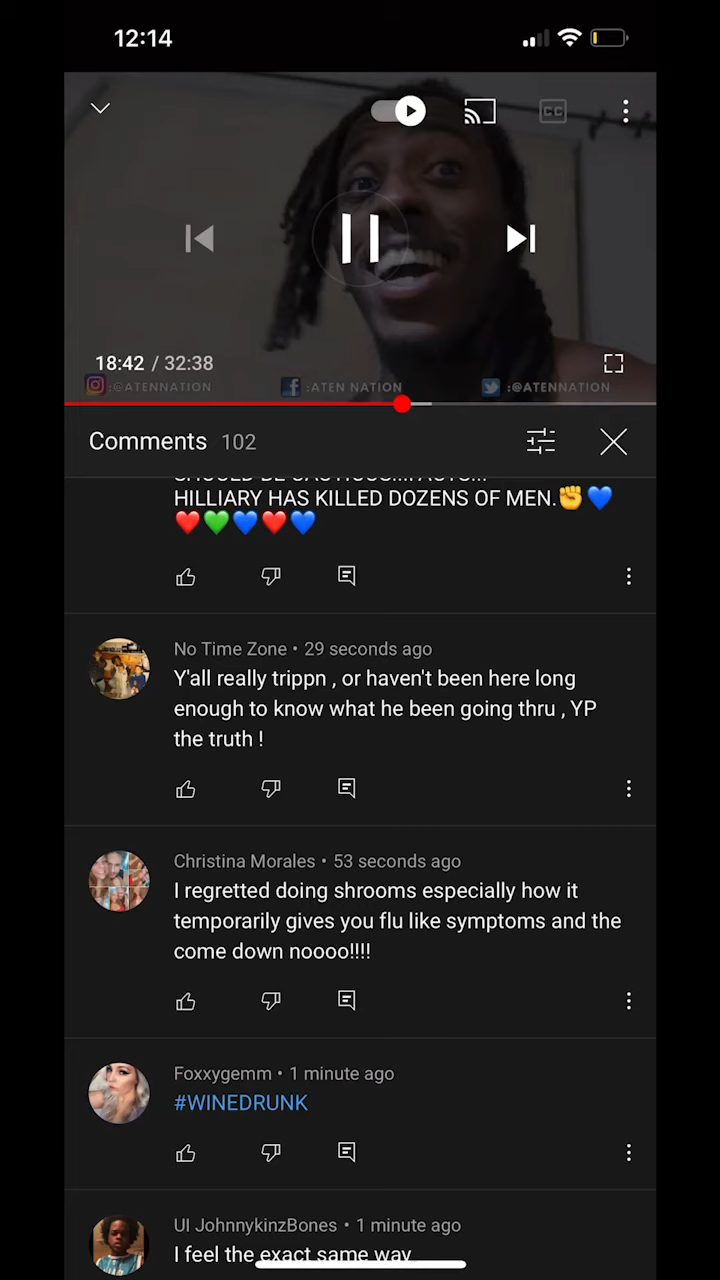 12:14
CC
18:42 / 32:38
:@ATENNATION
:ATEN NATION
:@ATENNATION
Comments 102
HILLIARY HAS KILLED DOZENS OF MEN.✊💙
❤️💚💙❤️💙
No Time Zone • 29 seconds ago
Y'all really trippn , or haven't been here long
enough to know what he been going thru , YP
the truth !
Christina Morales • 53 seconds ago
I regretted doing shrooms especially how it
temporarily gives you flu like symptoms and the
come down noooo!!!!
Foxxygemm • 1 minute ago
#WINEDRUNK
UI JohnnykinzBones • 1 minute ago
I feel the exact same way